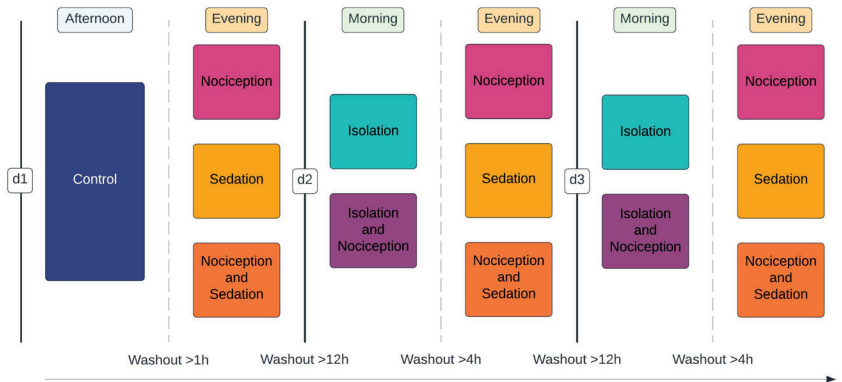 Afternoon
Evening
Morning
Evening
Morning
Evening
d1
Control
Nociception
Sedation
Nociception
and
Sedation
d2
Isolation
Isolation
and
Nociception
Nociception
Sedation
Nociception
and
Sedation
d3
Isolation
Isolation
and
Nociception
Nociception
Sedation
Nociception
and
Sedation
Washout >1h
Washout >12h
Washout >4h
Washout >12h
Washout >4h